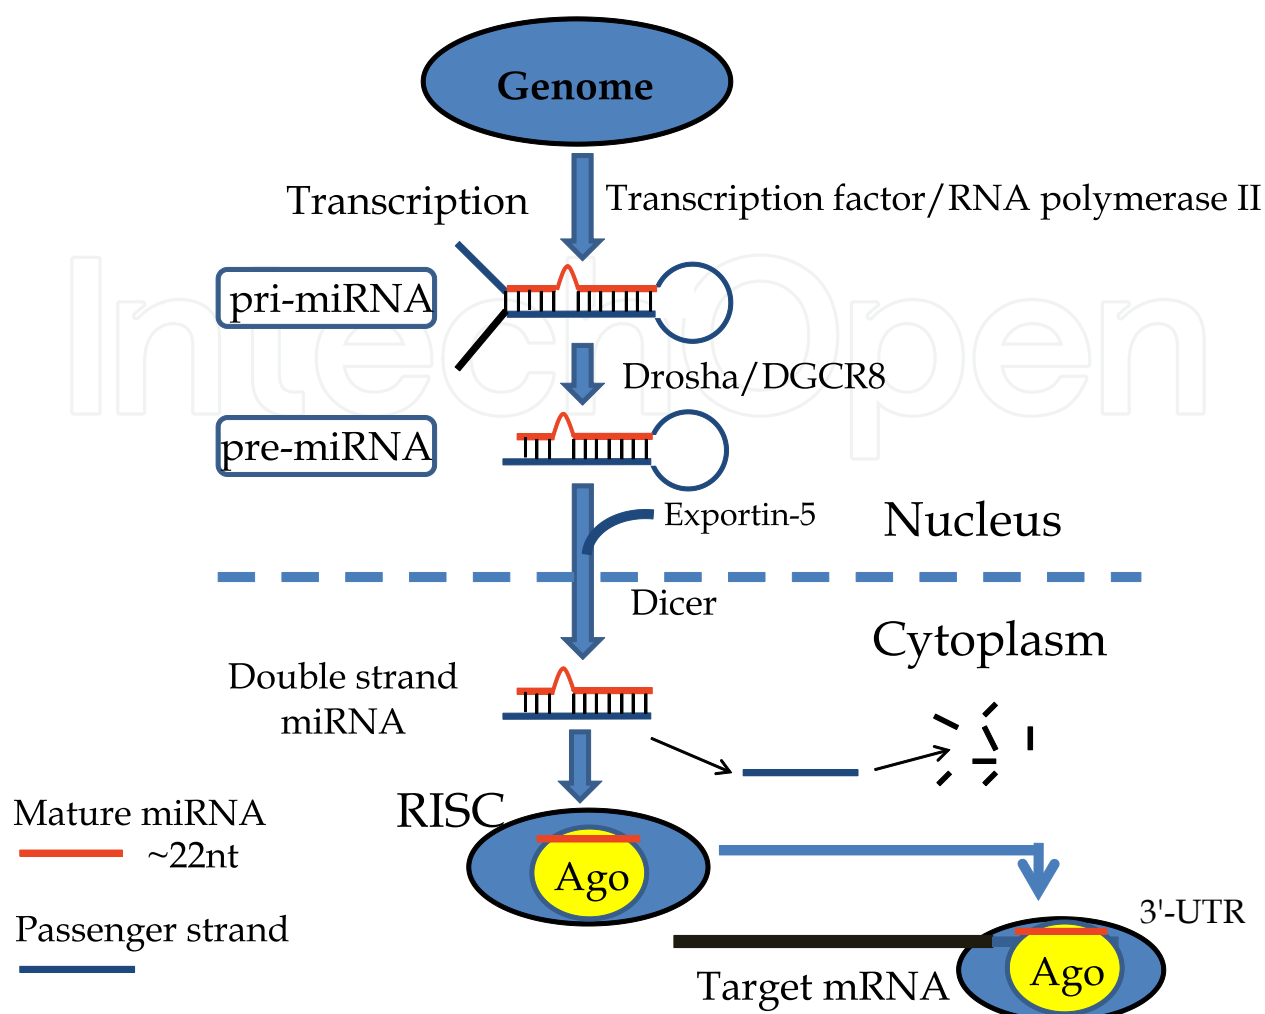 Genome
Transcription
Transcription factor/RNA polymerase II
IntechOpen
pri-miRNA
Drosha/DGCR8
pre-miRNA
Exportin-5
Nucleus
Dicer
Cytoplasm
Double strand
miRNA
RISC
Mature miRNA
~22nt
Ago
Passenger strand
3'-UTR
Target mRNA
Ago